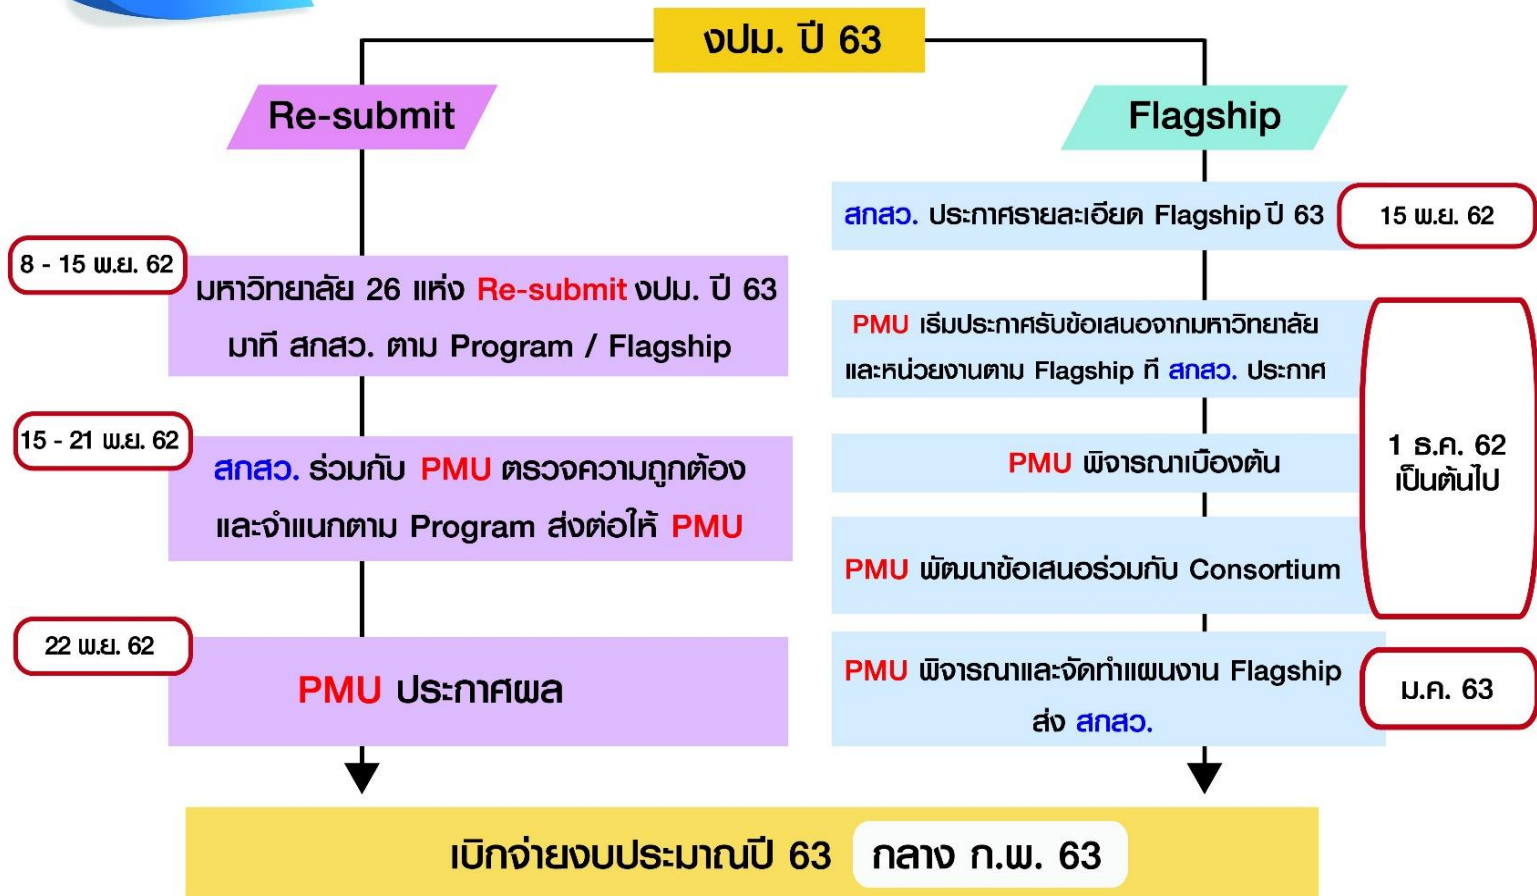 งปม. ปี 63
Re-submit
8 - 15 พ.ย. 62
มหาวิทยาลัย 26 แห่ง Re-submit งปม. ปี 63
มาที่ สกสว. ตาม Program / Flagship
15 - 21 พ.ย. 62
สกสว. ร่วมกับ PMU ตรวจความถูกต้อง
และจำแนกตาม Program ส่งต่อให้ PMU
22 พ.ย. 62
PMU ประกาศผล
Flagship
สกสว. ประกาศรายละเอียด Flagship ปี 63
15 พ.ย. 62
PMU เริ่มประกาศรับข้อเสนอจากมหาวิทยาลัย
และหน่วยงานตาม Flagship ที่ สกสว. ประกาศ
PMU พิจารณาเบื้องต้น
PMU พัฒนาข้อเสนอร่วมกับ Consortium
1 ธ.ค. 62
เป็นต้นไป
PMU พิจารณาและจัดทำแผนงาน Flagship
ส่ง สกสว.
ม.ค. 63
เบิกจ่ายงบประมาณปี 63 กลาง ก.พ. 63